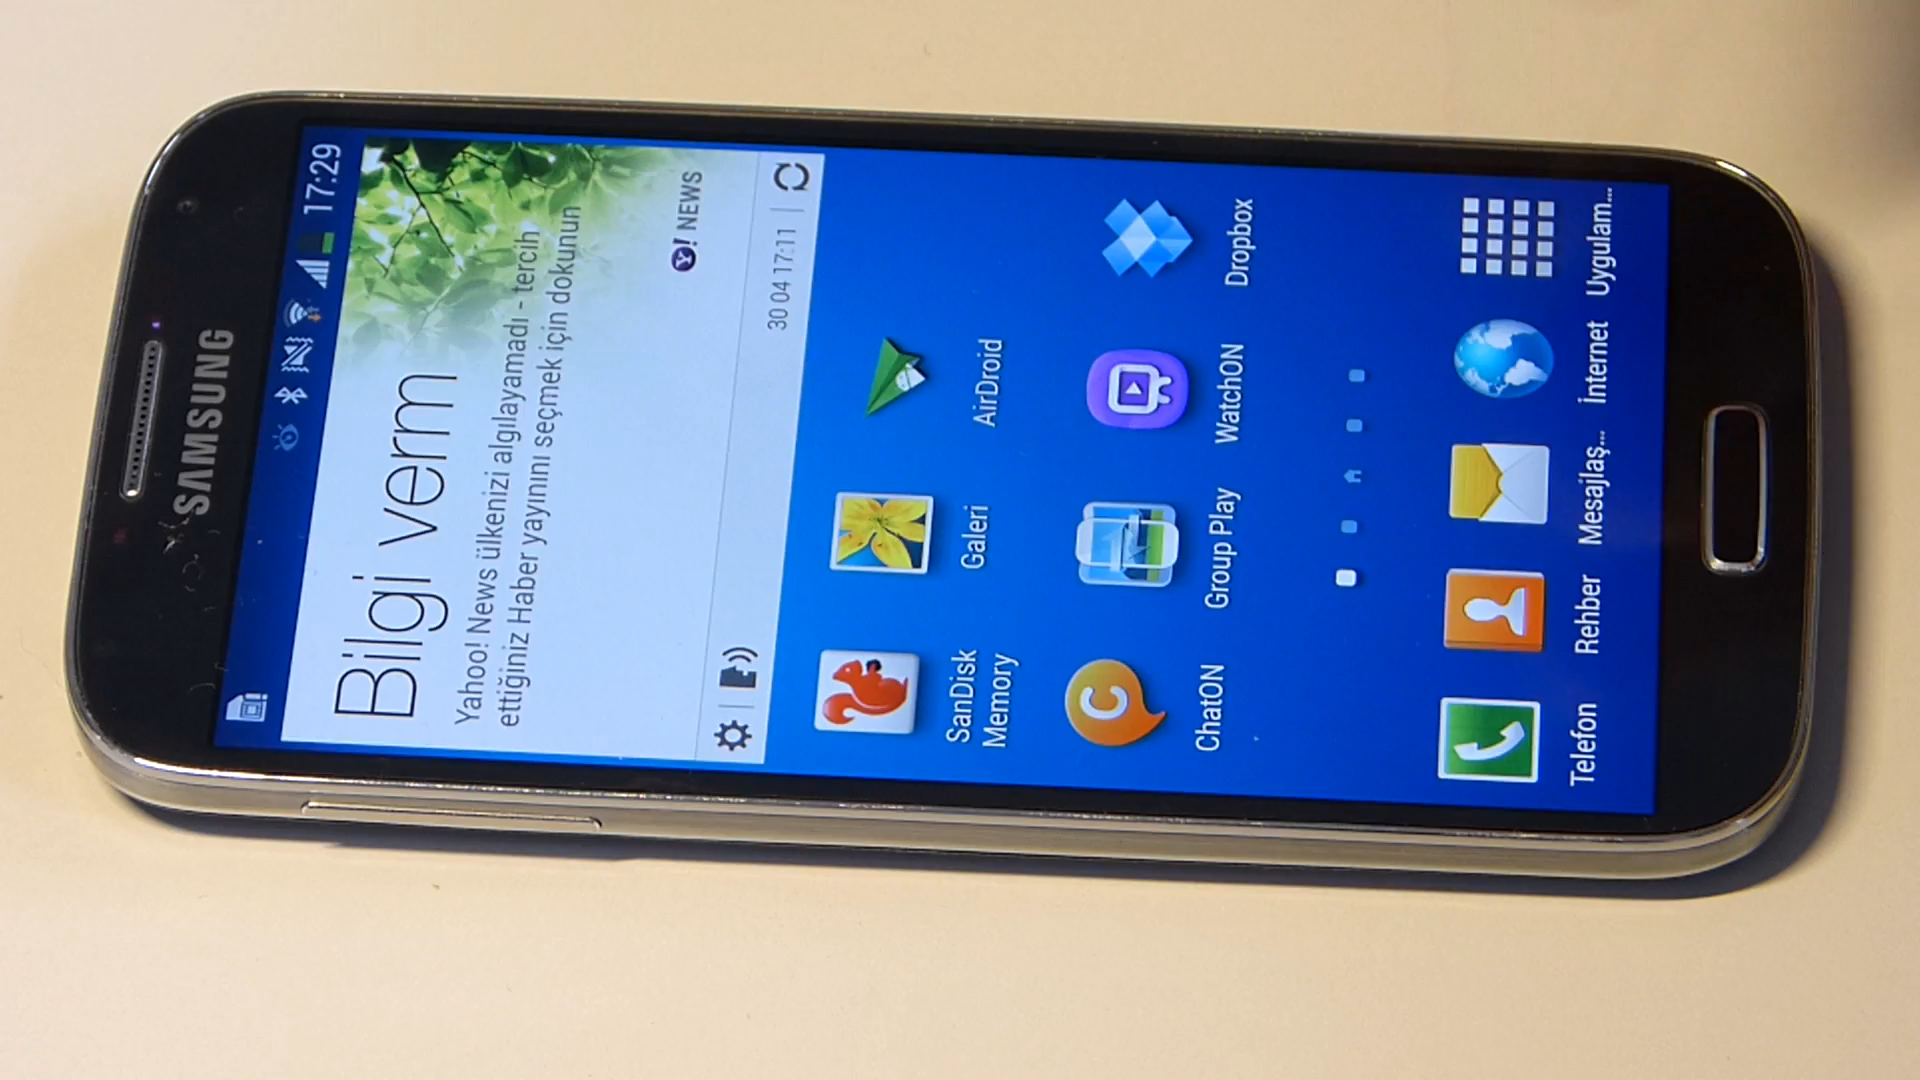 SAMSUNG
17:29
Bilgi verm
Yahoo! News ülkenizi algılayamadı - tercih
ettiğiniz Haber yayınını seçmek için dokunun
Y! NEWS
30 04 17:11
SanDisk
Memory
Galeri
AirDroid
ChatON
Group Play
WatchON
Dropbox
Telefon
Rehber
Mesajlaş...
İnternet
Uygulam...